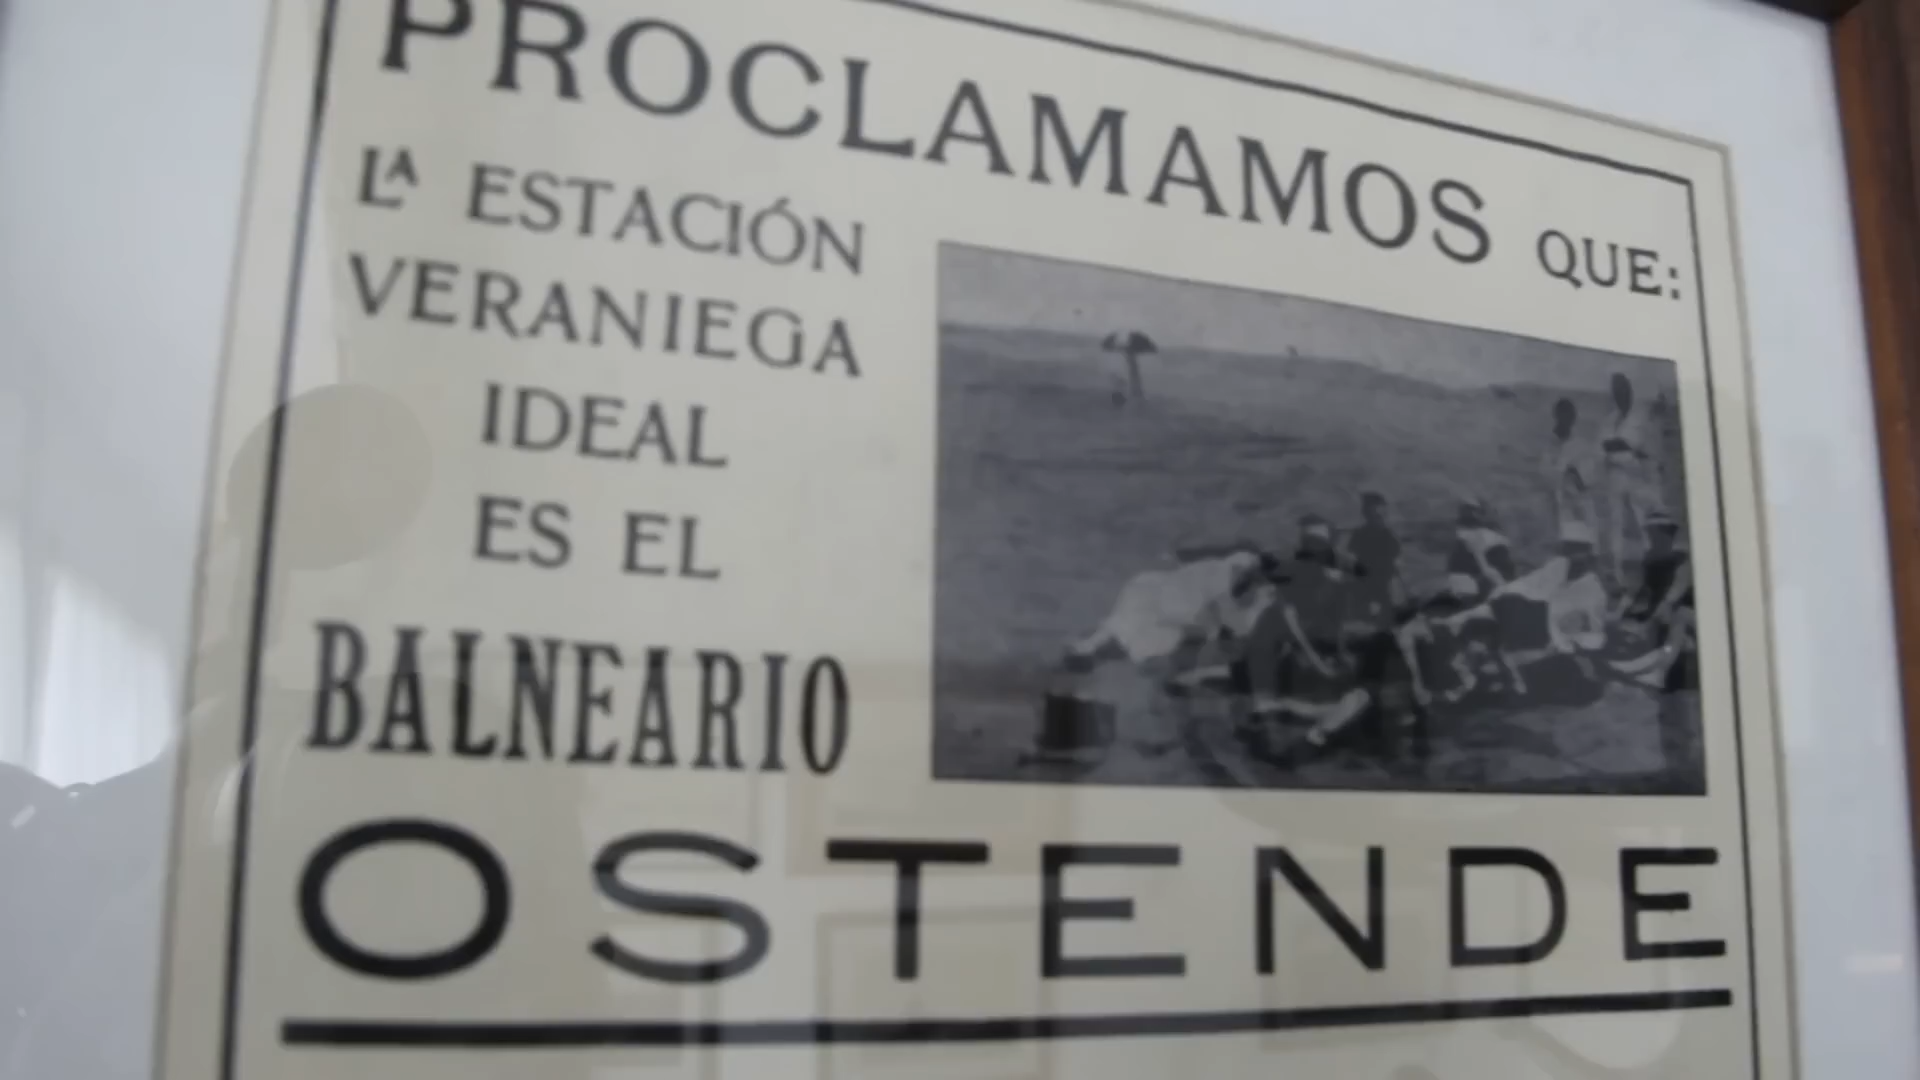 PROCLAMAMOS QUE:
LA ESTACIÓN
VERANIEGA
IDEAL
ES EL
BALNEARIO
OSTENDE